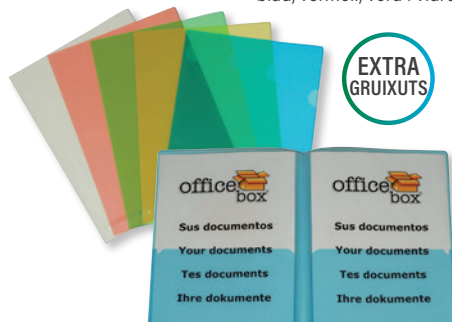 EXTRA
GRUIXUTS
office
box
Sus documentos
Your documents
Tes documents
Ihre dokumente
office
box
Sus documentos
Your documents
Tes documents
Ihre dokumente